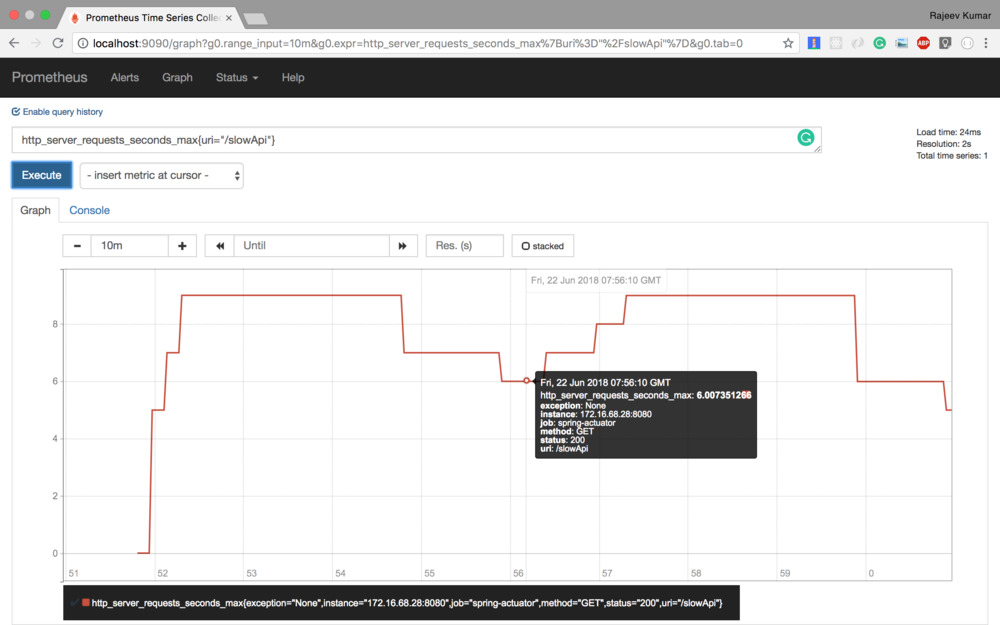 Prometheus Time Series Colle
Rajeev Kumar
localhost:9090/graph?g0.range_input=10m&g0.expr=http_server_requests_seconds_max%7Buri%3D"%2FslowApi"%7D&g0.tab=0
ABP
Prometheus Alerts Graph Status Help
Enable query history
http_server_requests_seconds_max{uri="/slowApi"}
Load time: 24ms
Resolution: 2s
Total time series: 1
Execute
- insert metric at cursor -
Graph Console
10m
Until
Res. (s)
stacked
Fri, 22 Jun 2018 07:56:10 GMT
8
6
4
2
0
Fri, 22 Jun 2018 07:56:10 GMT
http_server_requests_seconds_max: 6.007351266
exception: None
instance: 172.16.68.28:8080
job: spring-actuator
method: GET
status: 200
uri: /slowApi
51 52 53 54 55 56 57 58 59 0
http_server_requests_seconds_max{exception="None",instance="172.16.68.28:8080",job="spring-actuator",method="GET",status="200",uri="/slowApi"}